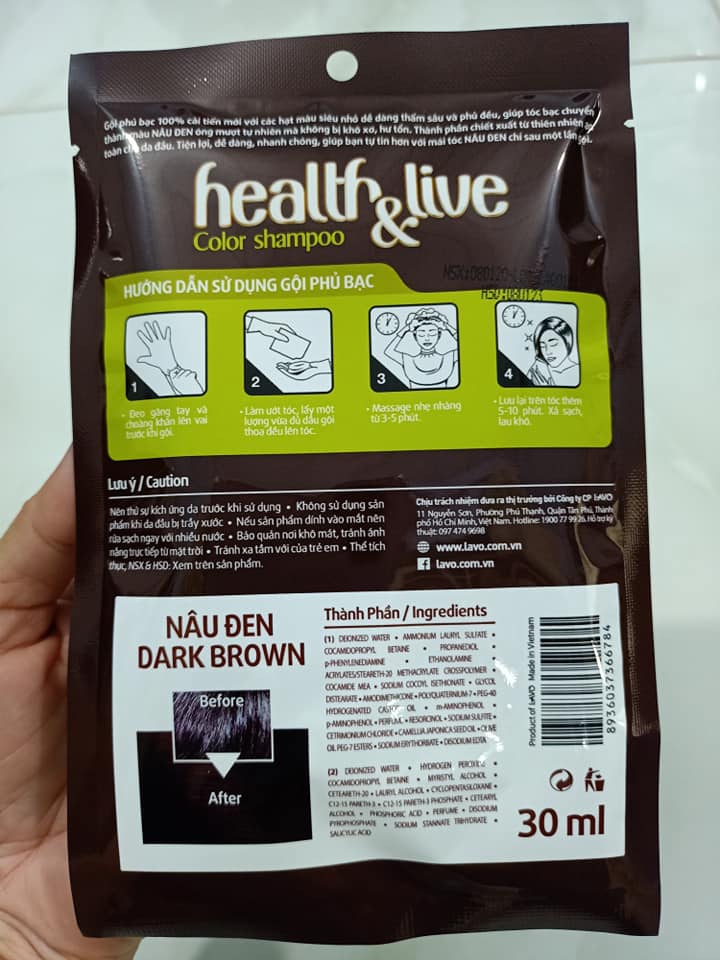 Gội phủ bạc 100% cải tiến mới với các hạt màu siêu nhỏ dễ dàng thấm sâu và phủ đều, giúp tóc bạc chuyển
thành màu NÂU ĐEN óng mượt tự nhiên mà không bị khô xơ, hư tổn. Thành phần chiết xuất từ thiên nhiên an
toàn cho da đầu. Tiện lợi, dễ dàng, nhanh chóng, giúp bạn tự tin hơn với mái tóc NÂU ĐEN chỉ sau một lần gội.
health & live
Color shampoo
HƯỚNG DẪN SỬ DỤNG GỘI PHỦ BẠC
1
2
3
4
• Đeo găng tay và
choàng khăn lên vai
trước khi gội.
• Làm ướt tóc, lấy một
lượng vừa đủ dầu gội
thoa đều lên tóc.
• Massage nhẹ nhàng
từ 3-5 phút.
• Lưu lại trên tóc thêm
5-10 phút. Xả sạch,
lau khô.
Lưu ý / Caution
Nên thử sự kích ứng da trước khi sử dụng • Không sử dụng sản
phẩm khi da đầu bị trầy xước • Nếu sản phẩm dính vào mắt nên
rửa sạch ngay với nhiều nước • Bảo quản nơi khô mát, tránh ánh
nắng trực tiếp từ mặt trời • Tránh xa tầm với của trẻ em • Thể tích
thực, NSX & HSD: Xem trên sản phẩm.
Chịu trách nhiệm đưa ra thị trường bởi Công ty CP LAVO
11 Nguyễn Sơn, Phường Phú Thạnh, Quận Tân Phú, Thành
phố Hồ Chí Minh, Việt Nam. Hotline: 1900 77 99 26. Hỗ trợ kỹ
thuật: 097 474 9698
www.lavo.com.vn
lavo.com.vn
NÂU ĐEN
DARK BROWN
Before
After
Thành Phần / Ingredients
(1) DEIONIZED WATER • AMMONIUM LAURYL SULFATE •
COCAMIDOPROPYL BETAINE • PROPANEDIOL •
p-PHENYLENEDIAMINE • ETHANOLAMINE •
ACRYLATES/STEARETH-20 METHACRYLATE CROSSPOLYMER •
COCAMIDE MEA • SODIUM COCOYL ISETHIONATE • GLYCOL
DISTEARATE • AMODIMETHICONE • POLYQUATERNIUM-7 • PEG-40
HYDROGENATED CASTOR OIL • m-AMINOPHENOL •
p-AMINOPHENOL • PERFUME • RESORCINOL • SODIUM SULFITE •
CETRIMONIUM CHLORIDE • CAMELLIA JAPONICA SEED OIL • OLIVE
OIL PEG-7 ESTERS • SODIUM ERYTHORBATE • DISODIUM EDTA
(2) DEIONIZED WATER • HYDROGEN PEROXIDE •
COCAMIDOPROPYL BETAINE • MYRISTYL ALCOHOL •
CETEARETH-20 • LAURYL ALCOHOL • CYCLOPENTASILOXANE •
C12-15 PARETH-3 • C12-15 PARETH-3 PHOSPHATE • CETEARYL
ALCOHOL • PHOSPHORIC ACID • PERFUME • DISODIUM
PYROPHOSPHATE • SODIUM STANNATE TRIHYDRATE •
SALICYLIC ACID
Product of LAVO Made in Vietnam
8936037366784
30 ml